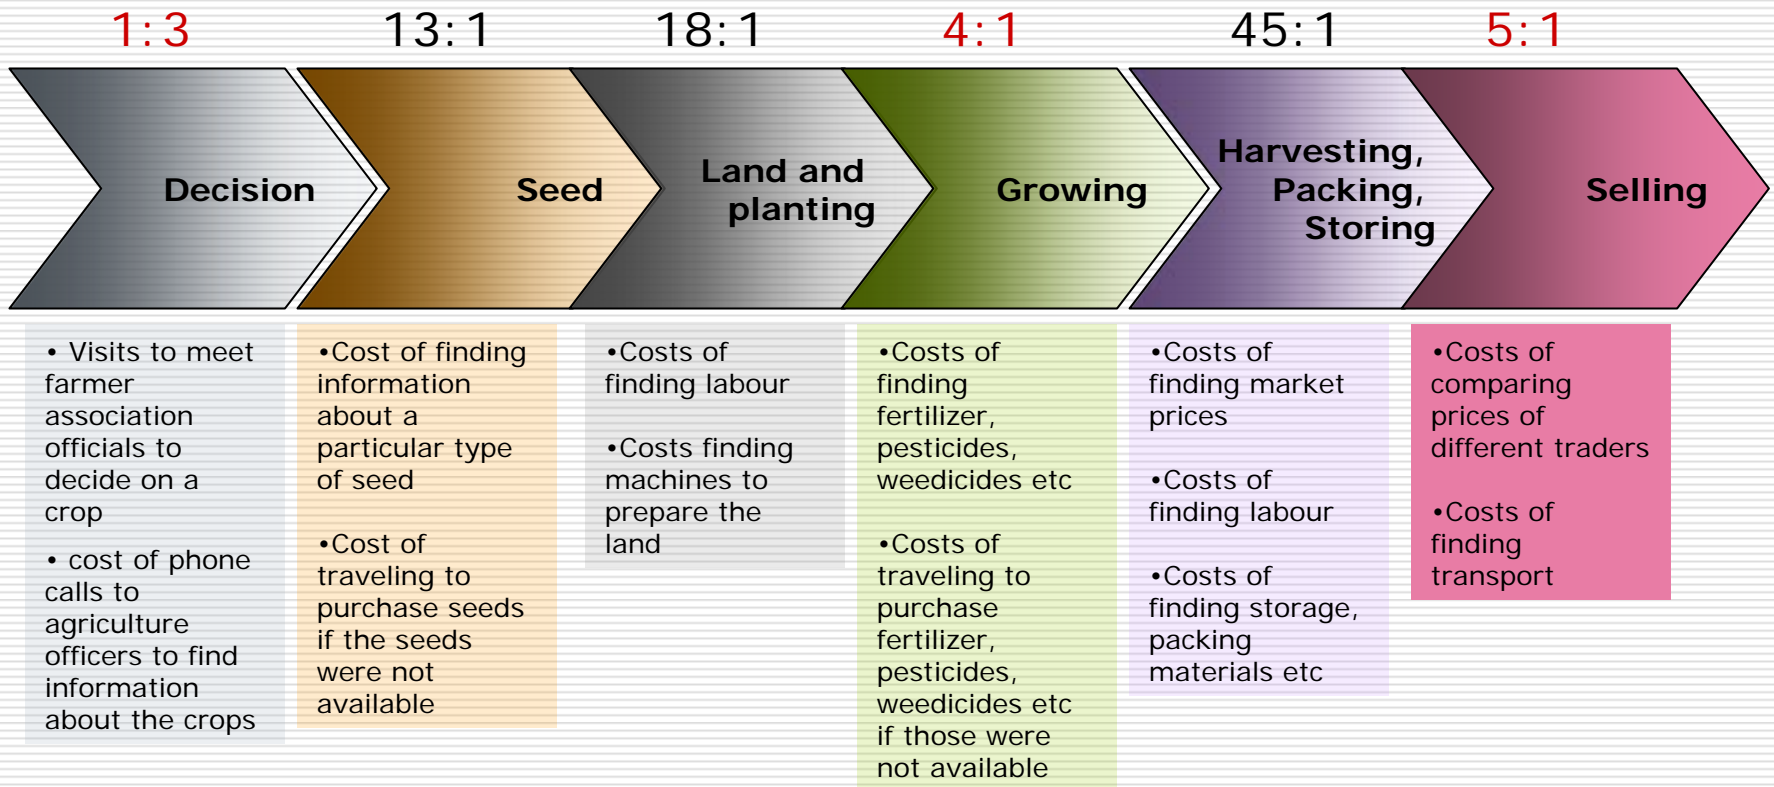 1:3
13:1
18:1
4:1
45:1
5:1
Decision
Seed
Land and
planting
Growing
Harvesting,
Packing,
Storing
Selling
• Visits to meet
farmer
association
officials to
decide on a
crop
• cost of phone
calls to
agriculture
officers to find
information
about the crops
•Cost of finding
information
about a
particular type
of seed
•Cost of
traveling to
purchase seeds
if the seeds
were not
available
•Costs of
finding labour
•Costs finding
machines to
prepare the
land
•Costs of
finding
fertilizer,
pesticides,
weedicides etc
•Costs of
traveling to
purchase
fertilizer,
pesticides,
weedicides etc
if those were
not available
•Costs of
finding market
prices
•Costs of
finding labour
•Costs of
finding storage,
packing
materials etc
•Costs of
comparing
prices of
different traders
•Costs of
finding
transport